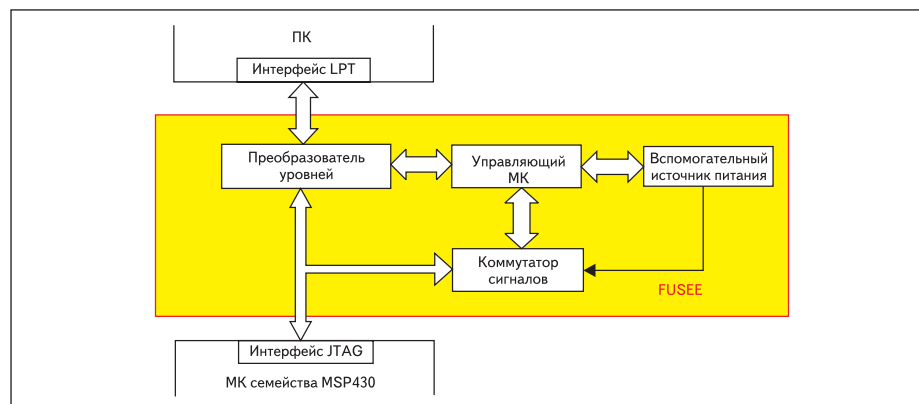 ПК
Интерфейс LPT
Преобразователь
уровней
Управляющий
МК
Вспомогательный
источник питания
Коммутатор
сигналов
FUSEE
Интерфейс JTAG
МК семейства MSP430